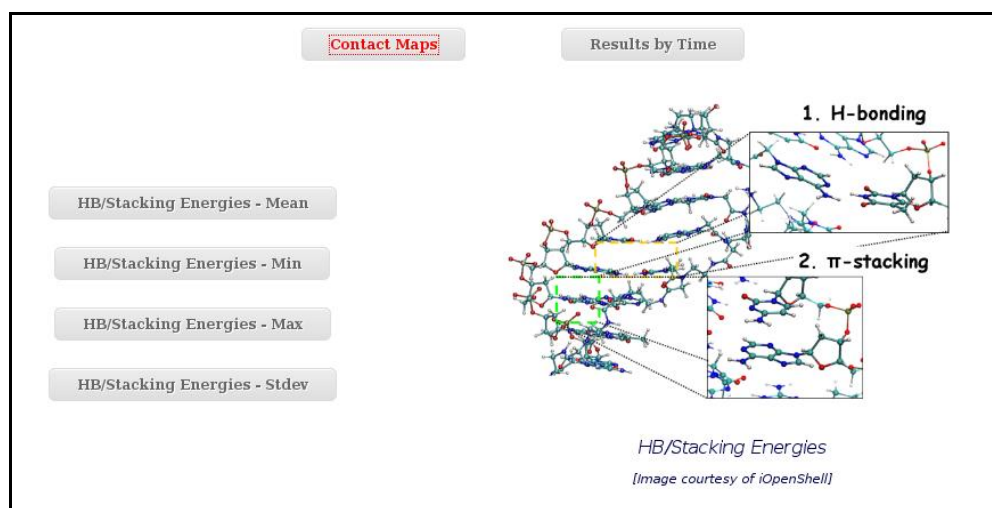 Contact Maps
Results by Time
1. H-bonding
HB/Stacking Energies - Mean
HB/Stacking Energies - Min
2. π-stacking
HB/Stacking Energies - Max
HB/Stacking Energies - Stdev
HB/Stacking Energies
[Image courtesy of iOpenShell]